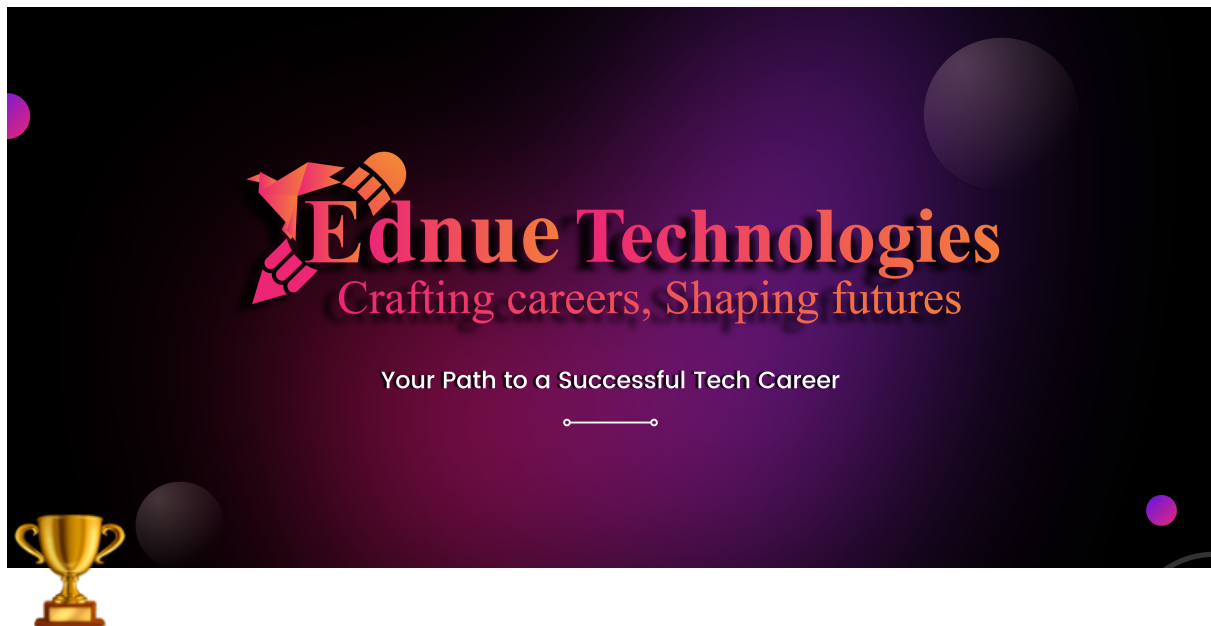 Ednue Technologies
Crafting careers, Shaping futures
Your Path to a Successful Tech Career